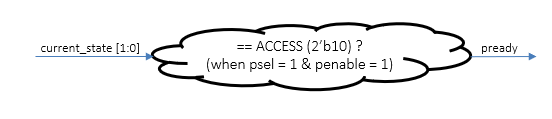 current_state [1:0]
== ACCESS (2’b10) ?
(when psel = 1 & penable = 1)
pready